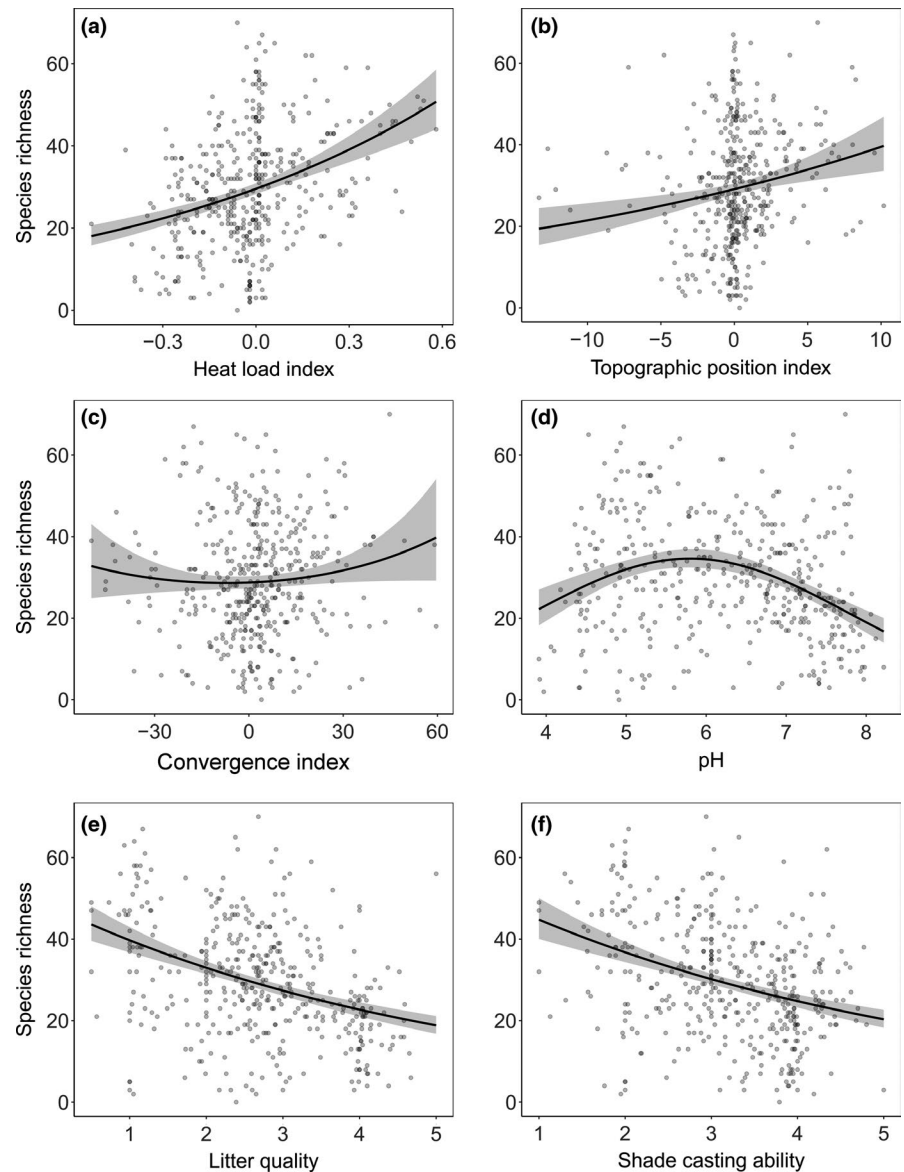 (a)
Species richness
60
40
20
0
−0.3 0.0 0.3 0.6
Heat load index
(b)
60
40
20
0
−10 −5 0 5 10
Topographic position index
(c)
Species richness
60
40
20
0
−30 0 30 60
Convergence index
(d)
60
40
20
0
4 5 6 7 8
pH
(e)
Species richness
60
40
20
0
1 2 3 4 5
Litter quality
(f)
60
40
20
0
1 2 3 4 5
Shade casting ability